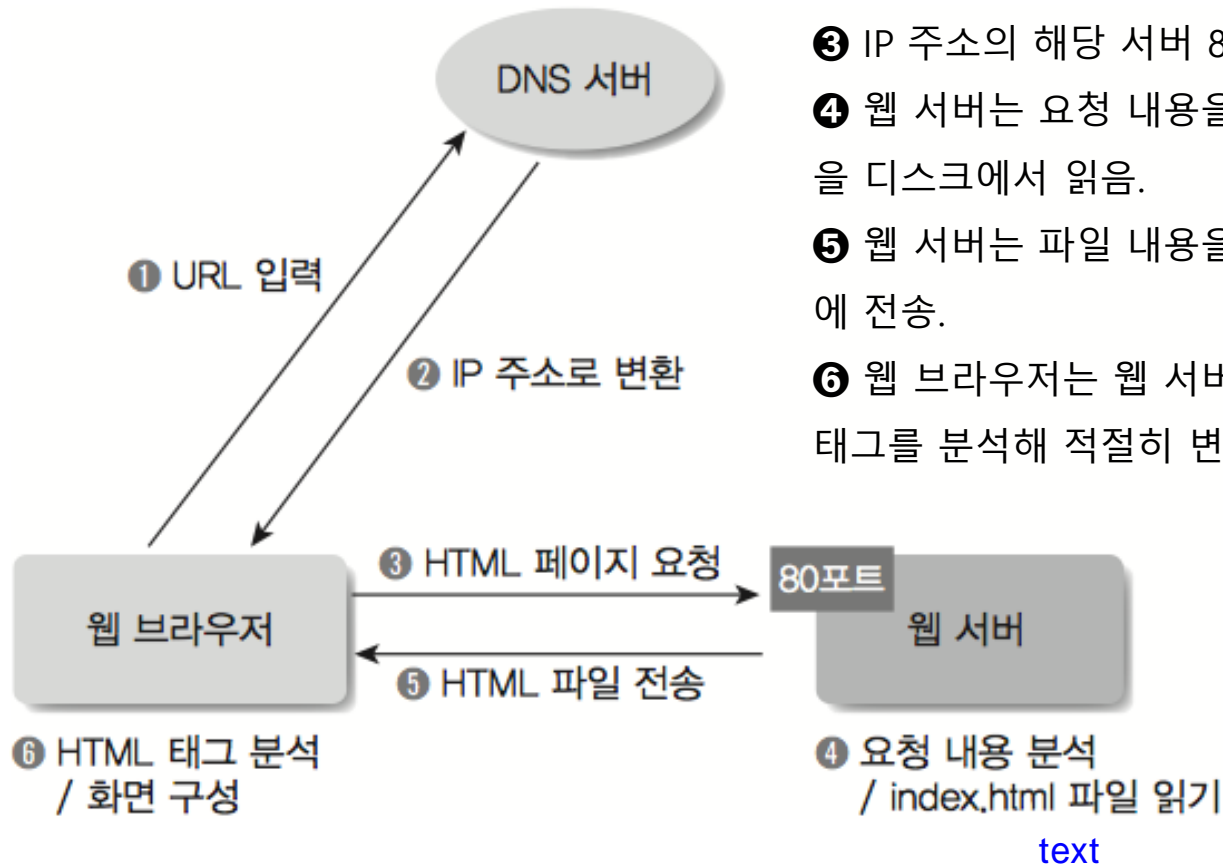 ❸ IP 주소의 해당 서버 8
❹ 웹 서버는 요청 내용을
을 디스크에서 읽음.
❺ 웹 서버는 파일 내용을
에 전송.
❻ 웹 브라우저는 웹 서버
태그를 분석해 적절히 변
DNS 서버
❶ URL 입력
❷ IP 주소로 변환
❸ HTML 페이지 요청
80포트
웹 브라우저
웹 서버
❺ HTML 파일 전송
❻ HTML 태그 분석
/ 화면 구성
❹ 요청 내용 분석
/ index.html 파일 읽기
text